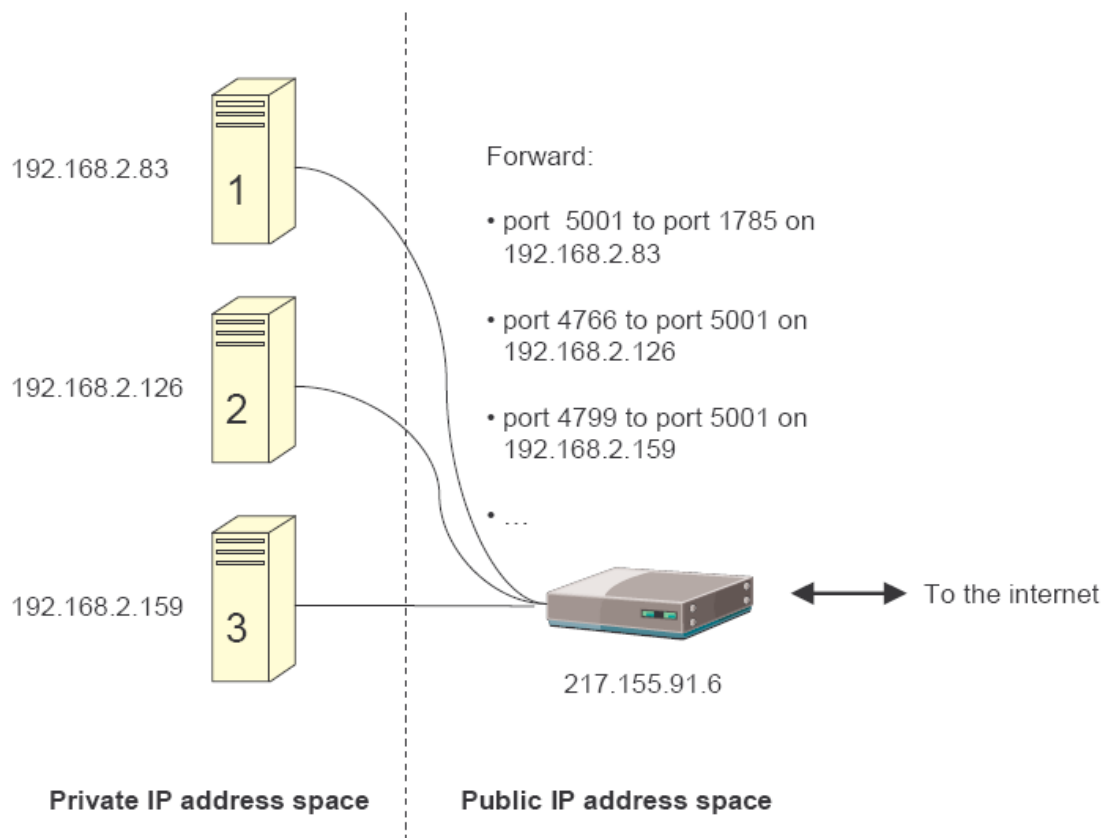 192.168.2.83
1
192.168.2.126
2
192.168.2.159
3
Forward:
• port  5001 to port 1785 on
192.168.2.83
• port 4766 to port 5001 on
192.168.2.126
• port 4799 to port 5001 on
192.168.2.159
• ...
To the internet
217.155.91.6
Private IP address space
Public IP address space